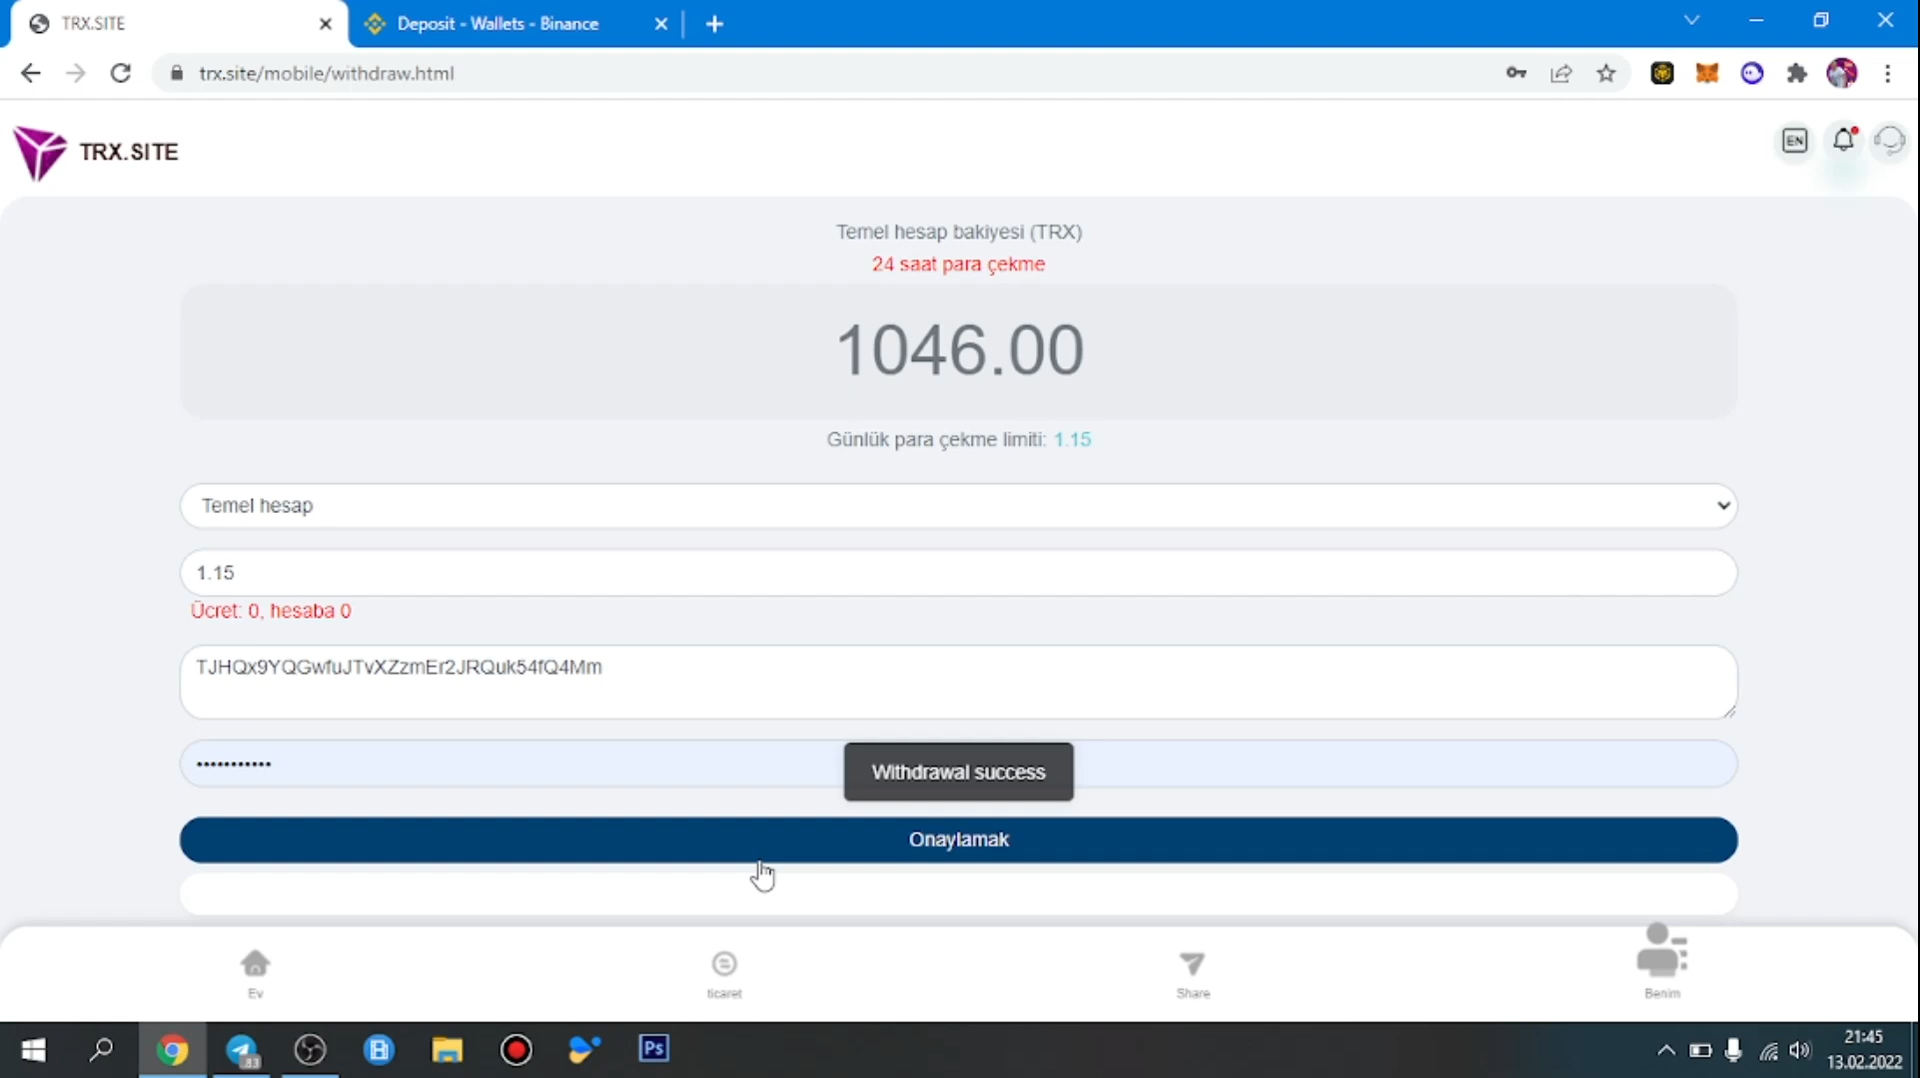 TRX.SITE
Deposit - Wallets - Binance
trx.site/mobile/withdraw.html
TRX.SITE
EN
Temel hesap bakiyesi (TRX)
24 saat para çekme
1046.00
Günlük para çekme limiti: 1.15
Temel hesap
1.15
Ücret: 0, hesaba 0
TJHQx9YQGwfuJTvXZzmEr2JRQuk54fQ4Mm
Withdrawal success
Onaylamak
Ev
ticaret
Share
Benim
83
Ps
21:45
13.02.2022